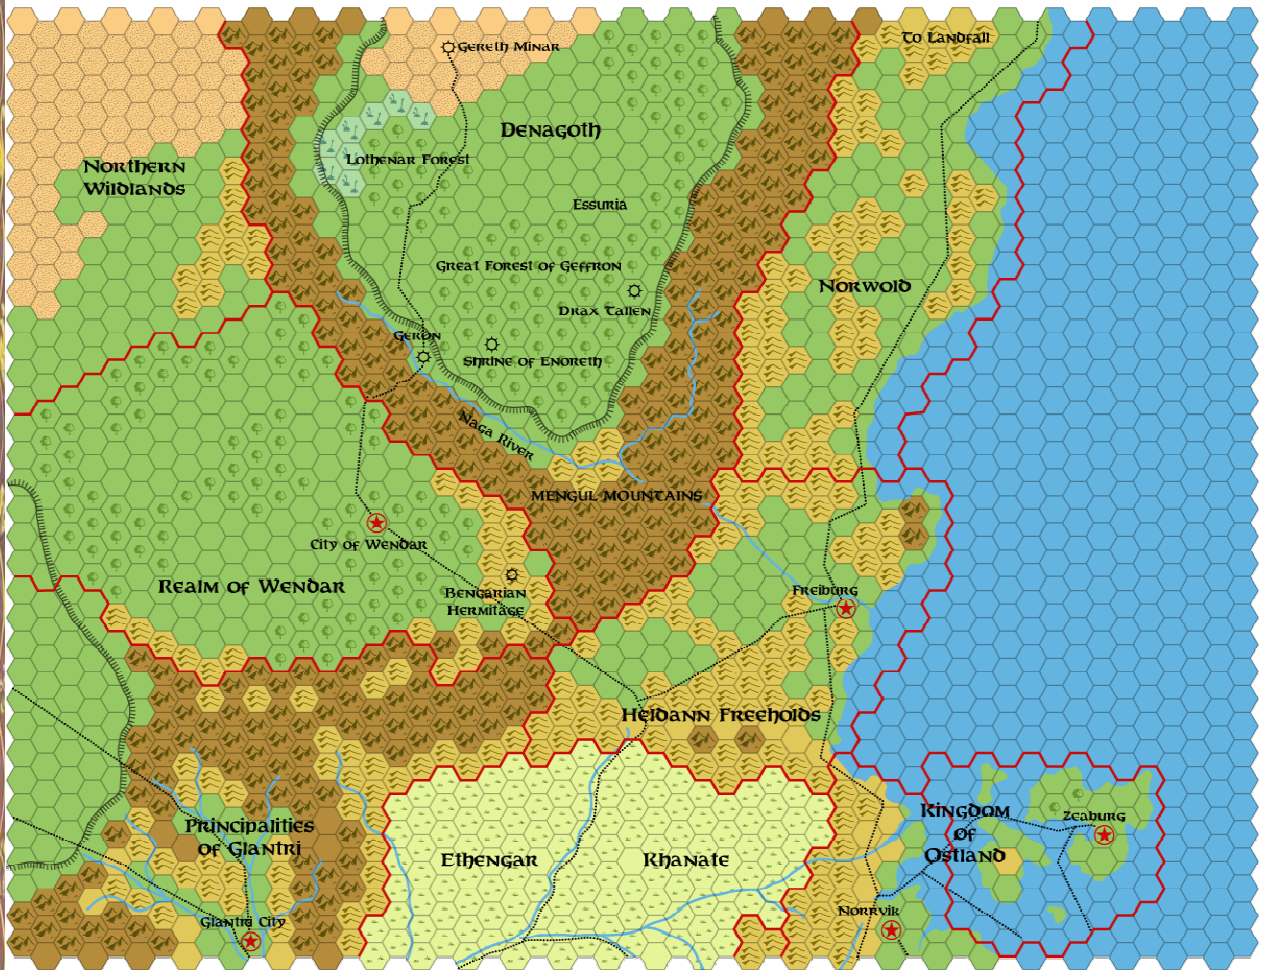 To Landfall
Gereth Minar
Denagoth
Northern
Wildlands
Lothenar Forest
Essuria
Great Forest of Geffron
Norwold
Drax Tallen
Geron
Shrine of Enoreth
Naga River
Mengul Mountains
City of Wendar
Realm of Wendar
Bengarian
Hermitage
Freiburg
Heldann Freeholds
Principalities
of Glantri
Kingdom
of
Ostland
Zeaburg
Ethengar Khanate
Norrvik
Glantri City